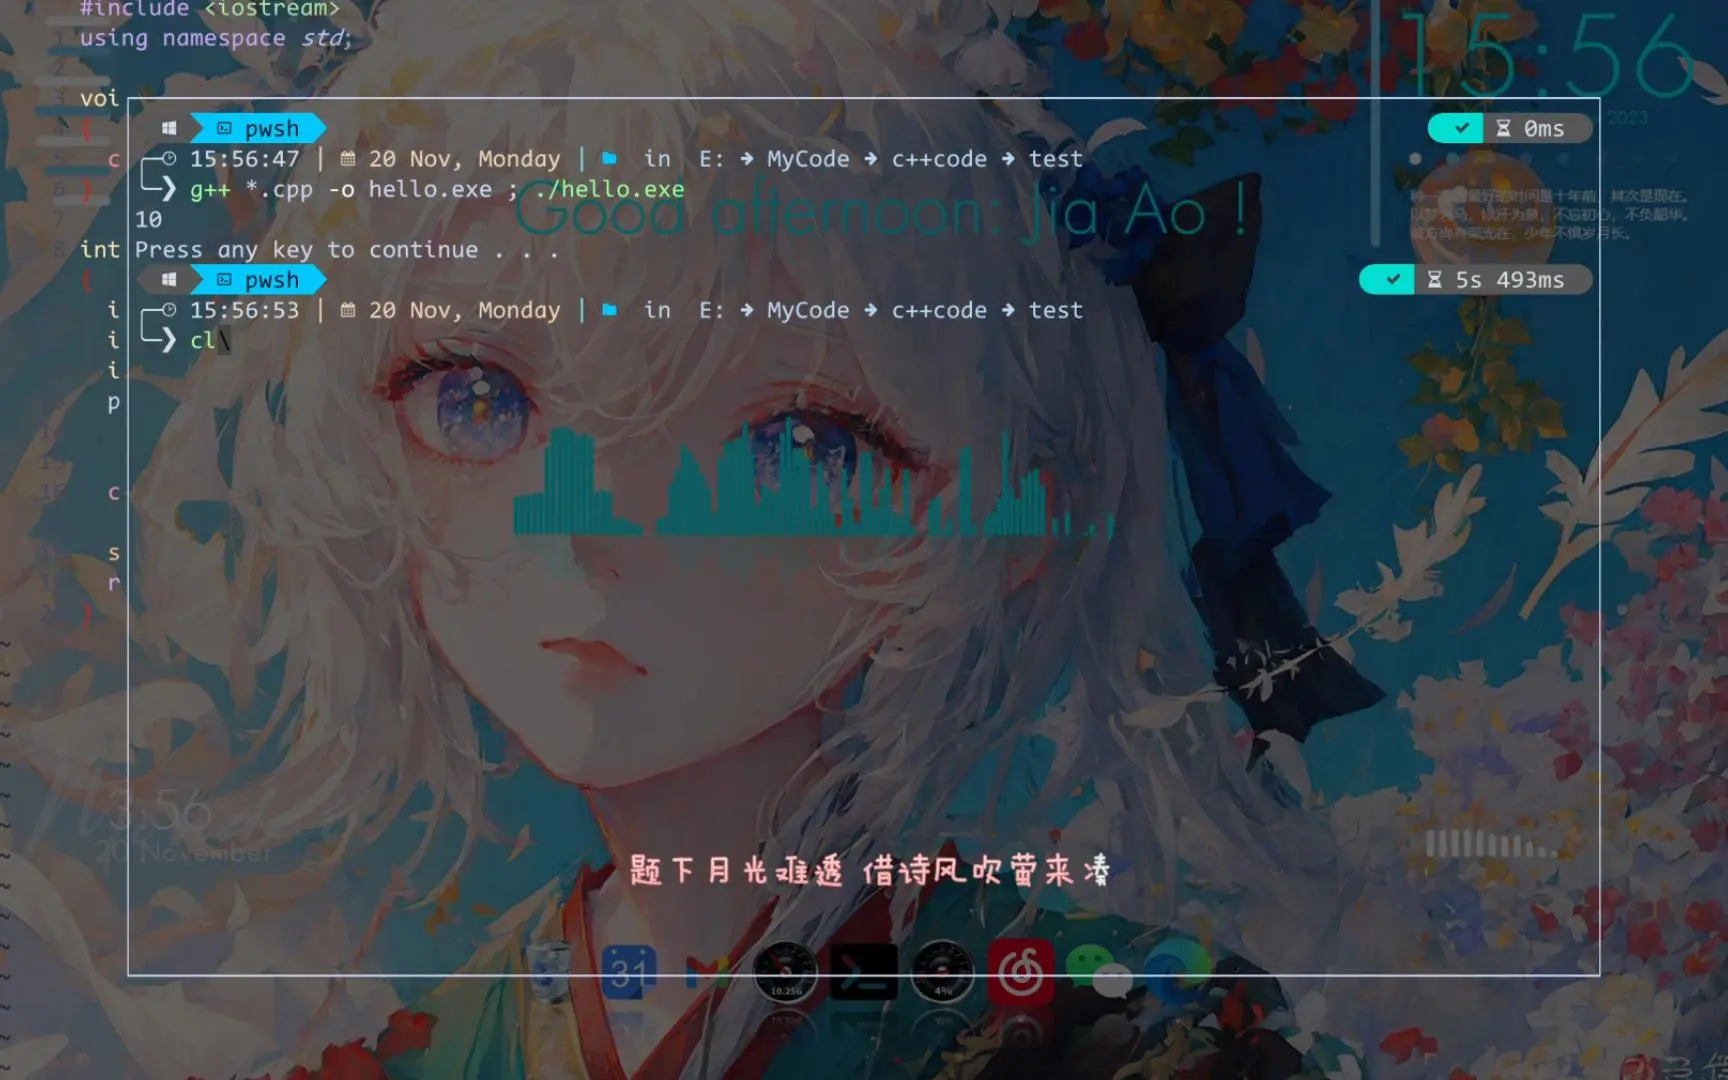 #include <iostream>
using namespace std;
15:56
voi
pwsh
0ms
2023
15:56:47 | 20 Nov, Monday | in E: → MyCode → c++code → test
g++ *.cpp -o hello.exe ; ./hello.exe
Good afternoon: Jia Ao !
10
int
Press any key to continue . . .
pwsh
5s 493ms
15:56:53 | 20 Nov, Monday | in E: → MyCode → c++code → test
cl\
i
i
i
p
c
s
r
3:56
20 November
题下月光难透 借诗风吹萤来凑
31
10.25G
4%